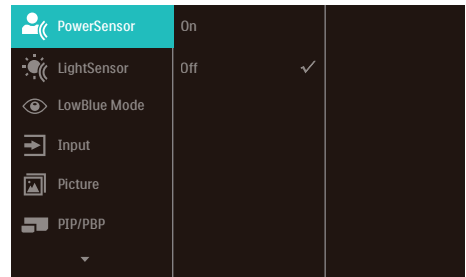 PowerSensor
On
LightSensor
Off
LowBlue Mode
Input
Picture
PIP/PBP